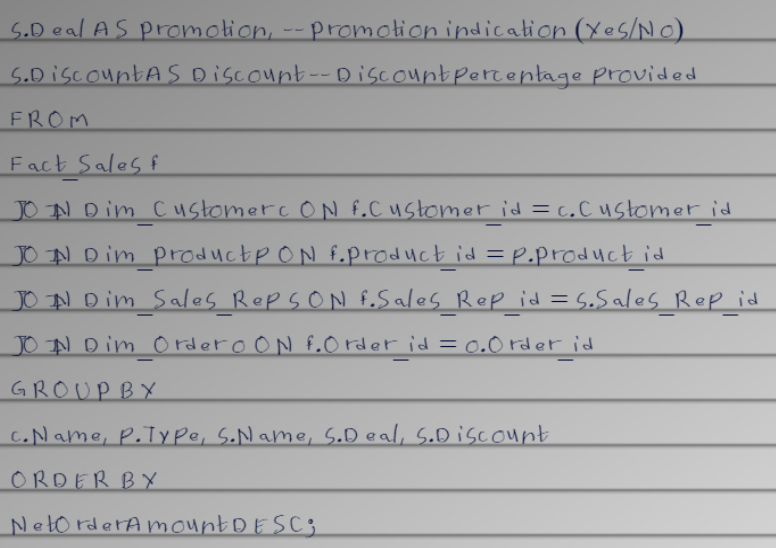 S.Deal AS Promotion, -- Promotion indication (Yes/No)
S.Discount AS Discount -- Discount Percentage Provided
FROM
Fact_Sales f
JOIN Dim_Customer c ON f.Customer_id = c.Customer_id
JOIN Dim_Product P ON f.Product_id = P.Product_id
JOIN Dim_Sales_Rep S ON f.Sales_Rep_id = S.Sales_Rep_id
JOIN Dim_Order o ON f.Order_id = o.Order_id
GROUP BY
c.Name, P.Type, S.Name, S.Deal, S.Discount
ORDER BY
NetOrderAmount DESC;